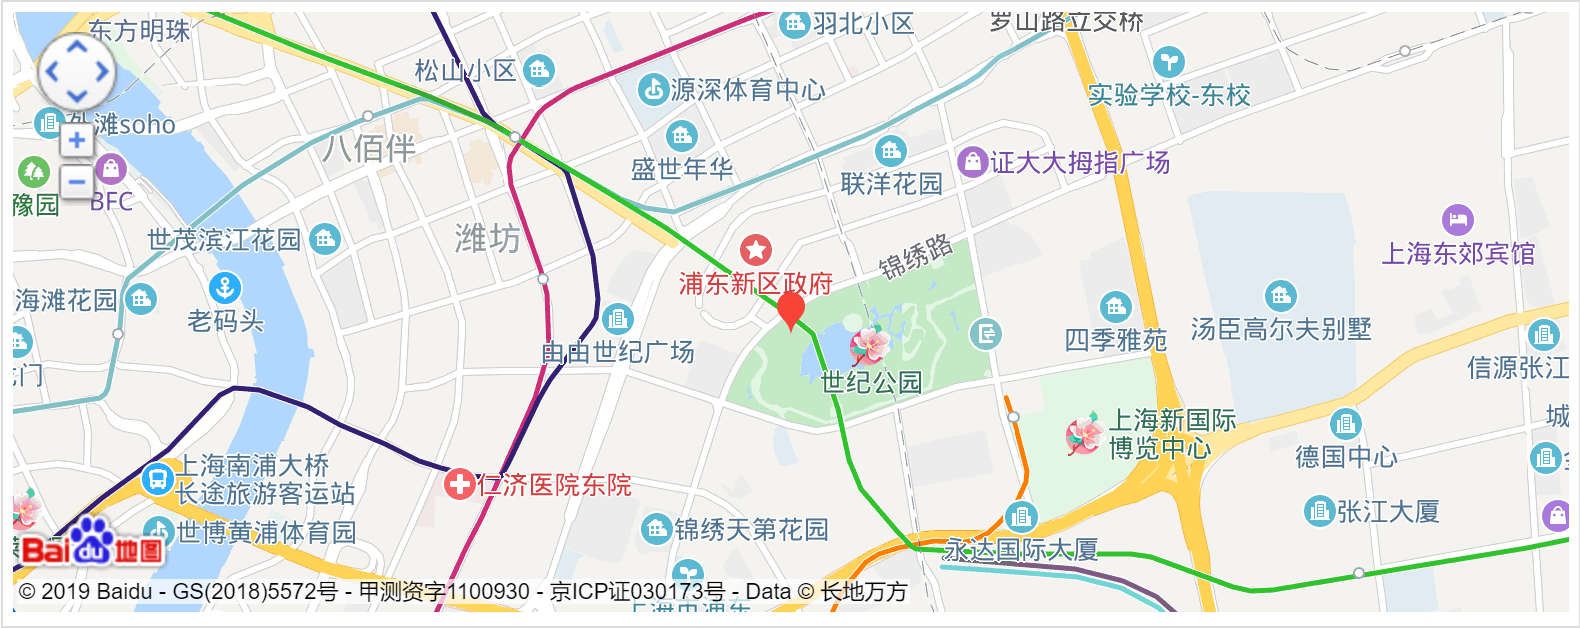 东方明珠
羽北小区
罗山路立交桥
松山小区
源深体育中心
实验学校-东校
外滩soho
八佰伴
盛世年华
联洋花园
证大大拇指广场
豫园
BFC
世茂滨江花园
潍坊
锦绣路
上海东郊宾馆
浦东新区政府
海滩花园
老码头
由由世纪广场
四季雅苑
汤臣高尔夫别墅
信源张江
门
世纪公园
上海新国际
博览中心
城
德国中心
上海南浦大桥
长途旅游客运站
仁济医院东院
张江大厦
世博黄浦体育园
锦绣天第花园
永达国际大厦
Bai du 地图
© 2019 Baidu - GS(2018)5572号 - 甲测资字1100930 - 京ICP证030173号 - Data © 长地万方